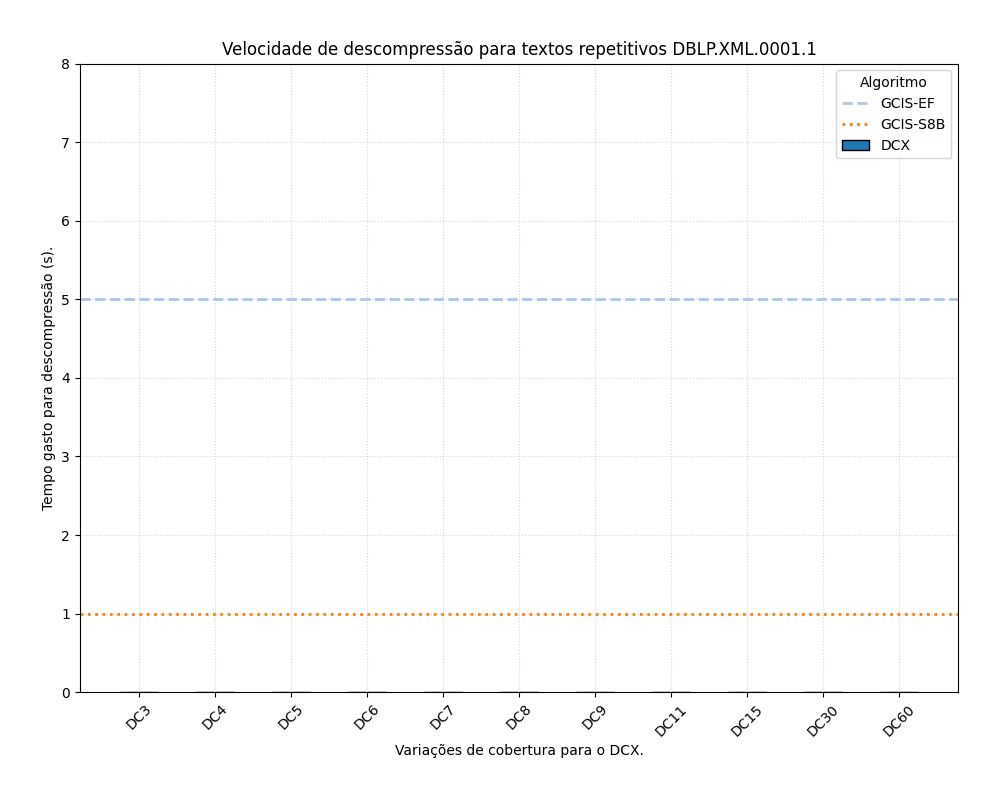 Velocidade de descompressão para textos repetitivos DBLP.XML.0001.1
Algoritmo
GCIS-EF
GCIS-S8B
DCX
Tempo gasto para descompressão (s).
8
7
6
5
4
3
2
1
0
DC3
DC4
DC5
DC6
DC7
DC8
DC9
DC11
DC15
DC30
DC60
Variações de cobertura para o DCX.